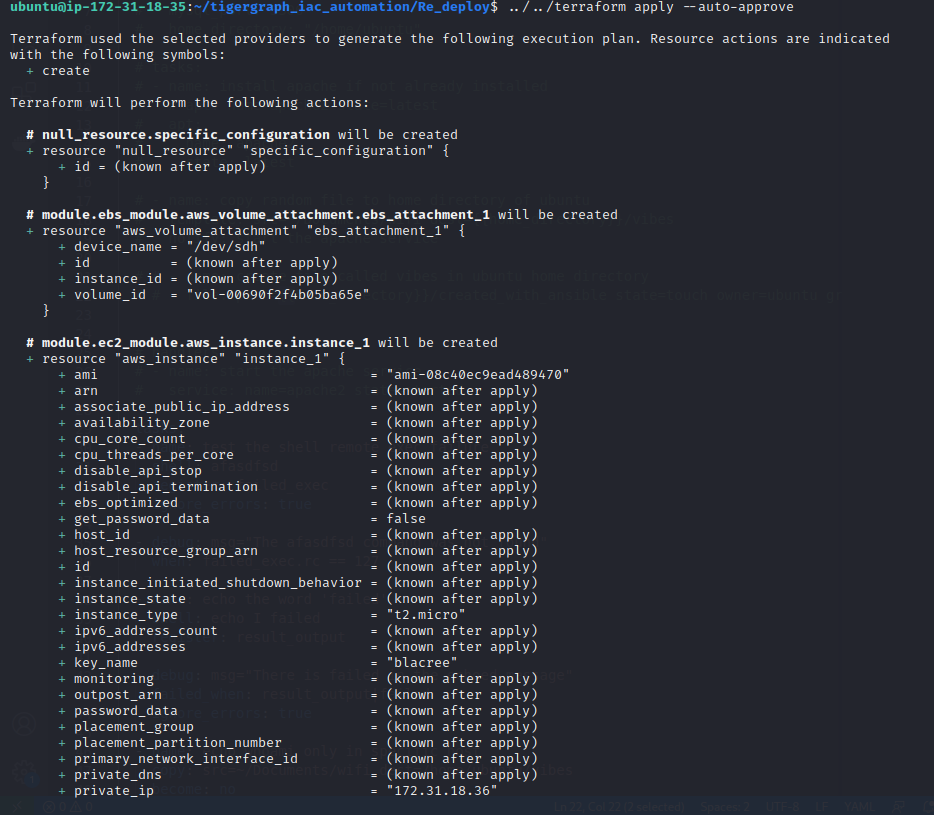 ubuntu@ip-172-31-18-35:~/tigergraph_iac_automation/Re_deploy$ ../../terraform apply --auto-approve
Terraform used the selected providers to generate the following execution plan. Resource actions are indicated
with the following symbols:
+ create
Terraform will perform the following actions:
# null_resource.specific_configuration will be created
+ resource "null_resource" "specific_configuration" {
+ id = (known after apply)
}
# module.ebs_module.aws_volume_attachment.ebs_attachment_1 will be created
+ resource "aws_volume_attachment" "ebs_attachment_1" {
+ device_name = "/dev/sdh"
+ id = (known after apply)
+ instance_id = (known after apply)
+ volume_id = "vol-00690f2f4b05ba65e"
}
# module.ec2_module.aws_instance.instance_1 will be created
+ resource "aws_instance" "instance_1" {
+ ami = "ami-08c40ec9ead489470"
+ arn = (known after apply)
+ associate_public_ip_address = (known after apply)
+ availability_zone = (known after apply)
+ cpu_core_count = (known after apply)
+ cpu_threads_per_core = (known after apply)
+ disable_api_stop = (known after apply)
+ disable_api_termination = (known after apply)
+ ebs_optimized = (known after apply)
+ get_password_data = false
+ host_id = (known after apply)
+ host_resource_group_arn = (known after apply)
+ id = (known after apply)
+ instance_initiated_shutdown_behavior = (known after apply)
+ instance_state = (known after apply)
+ instance_type = "t2.micro"
+ ipv6_address_count = (known after apply)
+ ipv6_addresses = (known after apply)
+ key_name = "blacree"
+ monitoring = (known after apply)
+ outpost_arn = (known after apply)
+ password_data = (known after apply)
+ placement_group = (known after apply)
+ placement_partition_number = (known after apply)
+ primary_network_interface_id = (known after apply)
+ private_dns = (known after apply)
+ private_ip = "172.31.18.36"